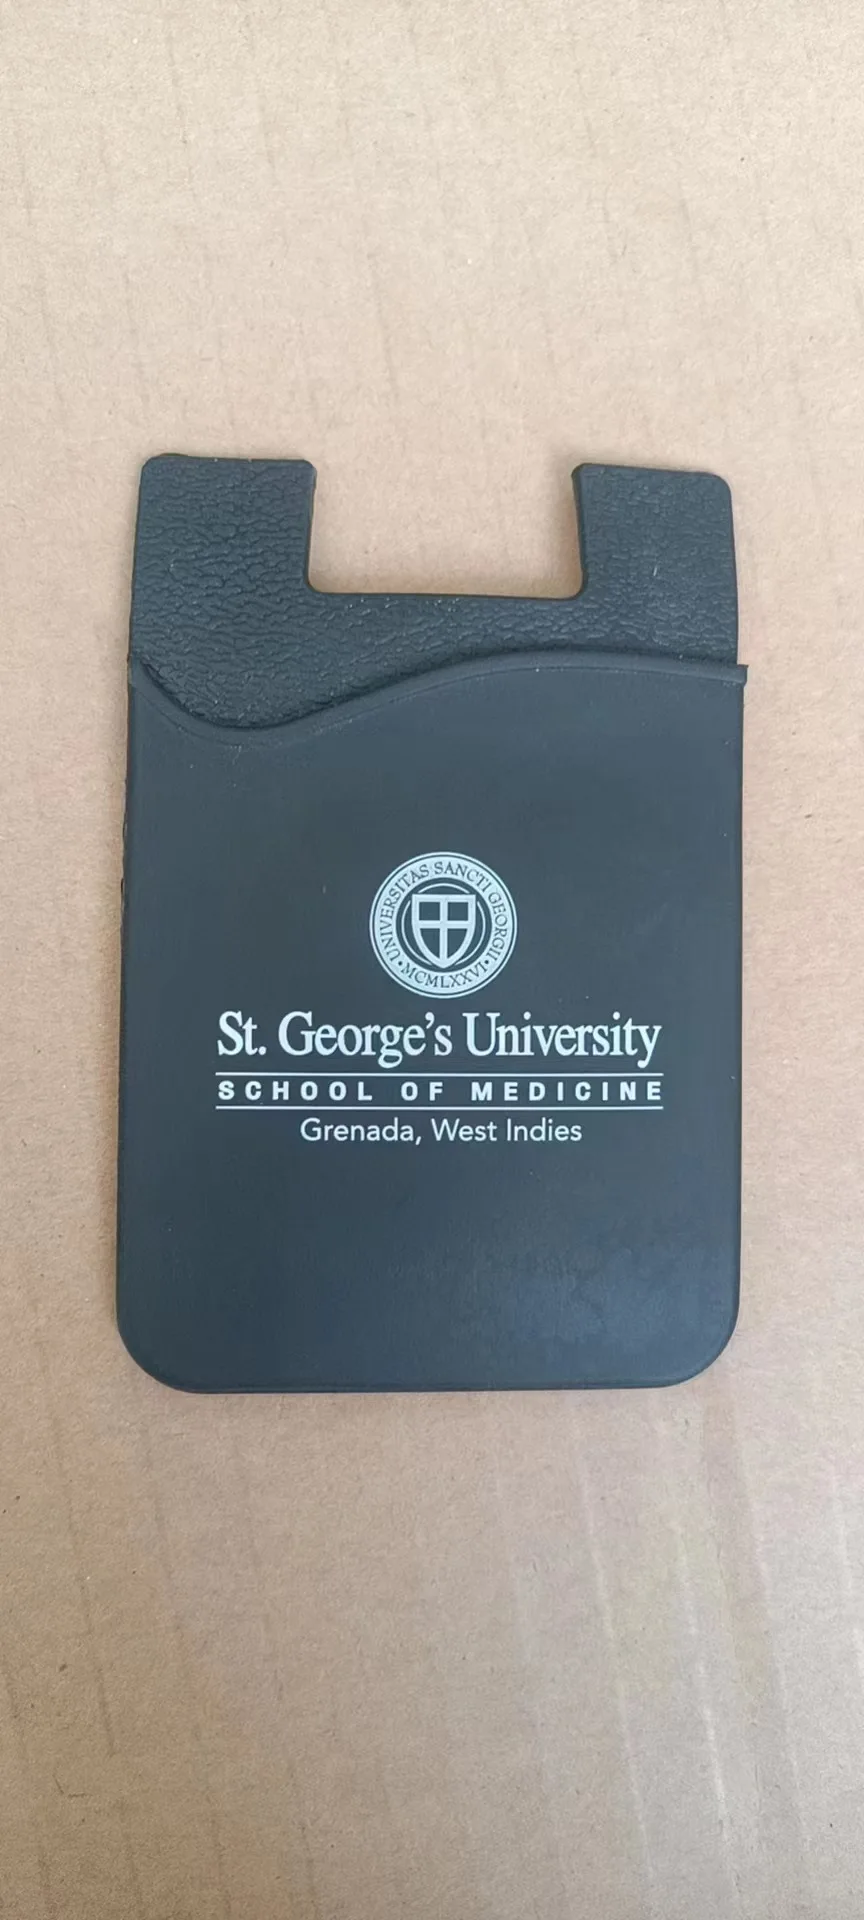 UNIVERSITAS SANCTI GEORGII
• MCMLXXVI •
St. George's University
SCHOOL OF MEDICINE
Grenada, West Indies